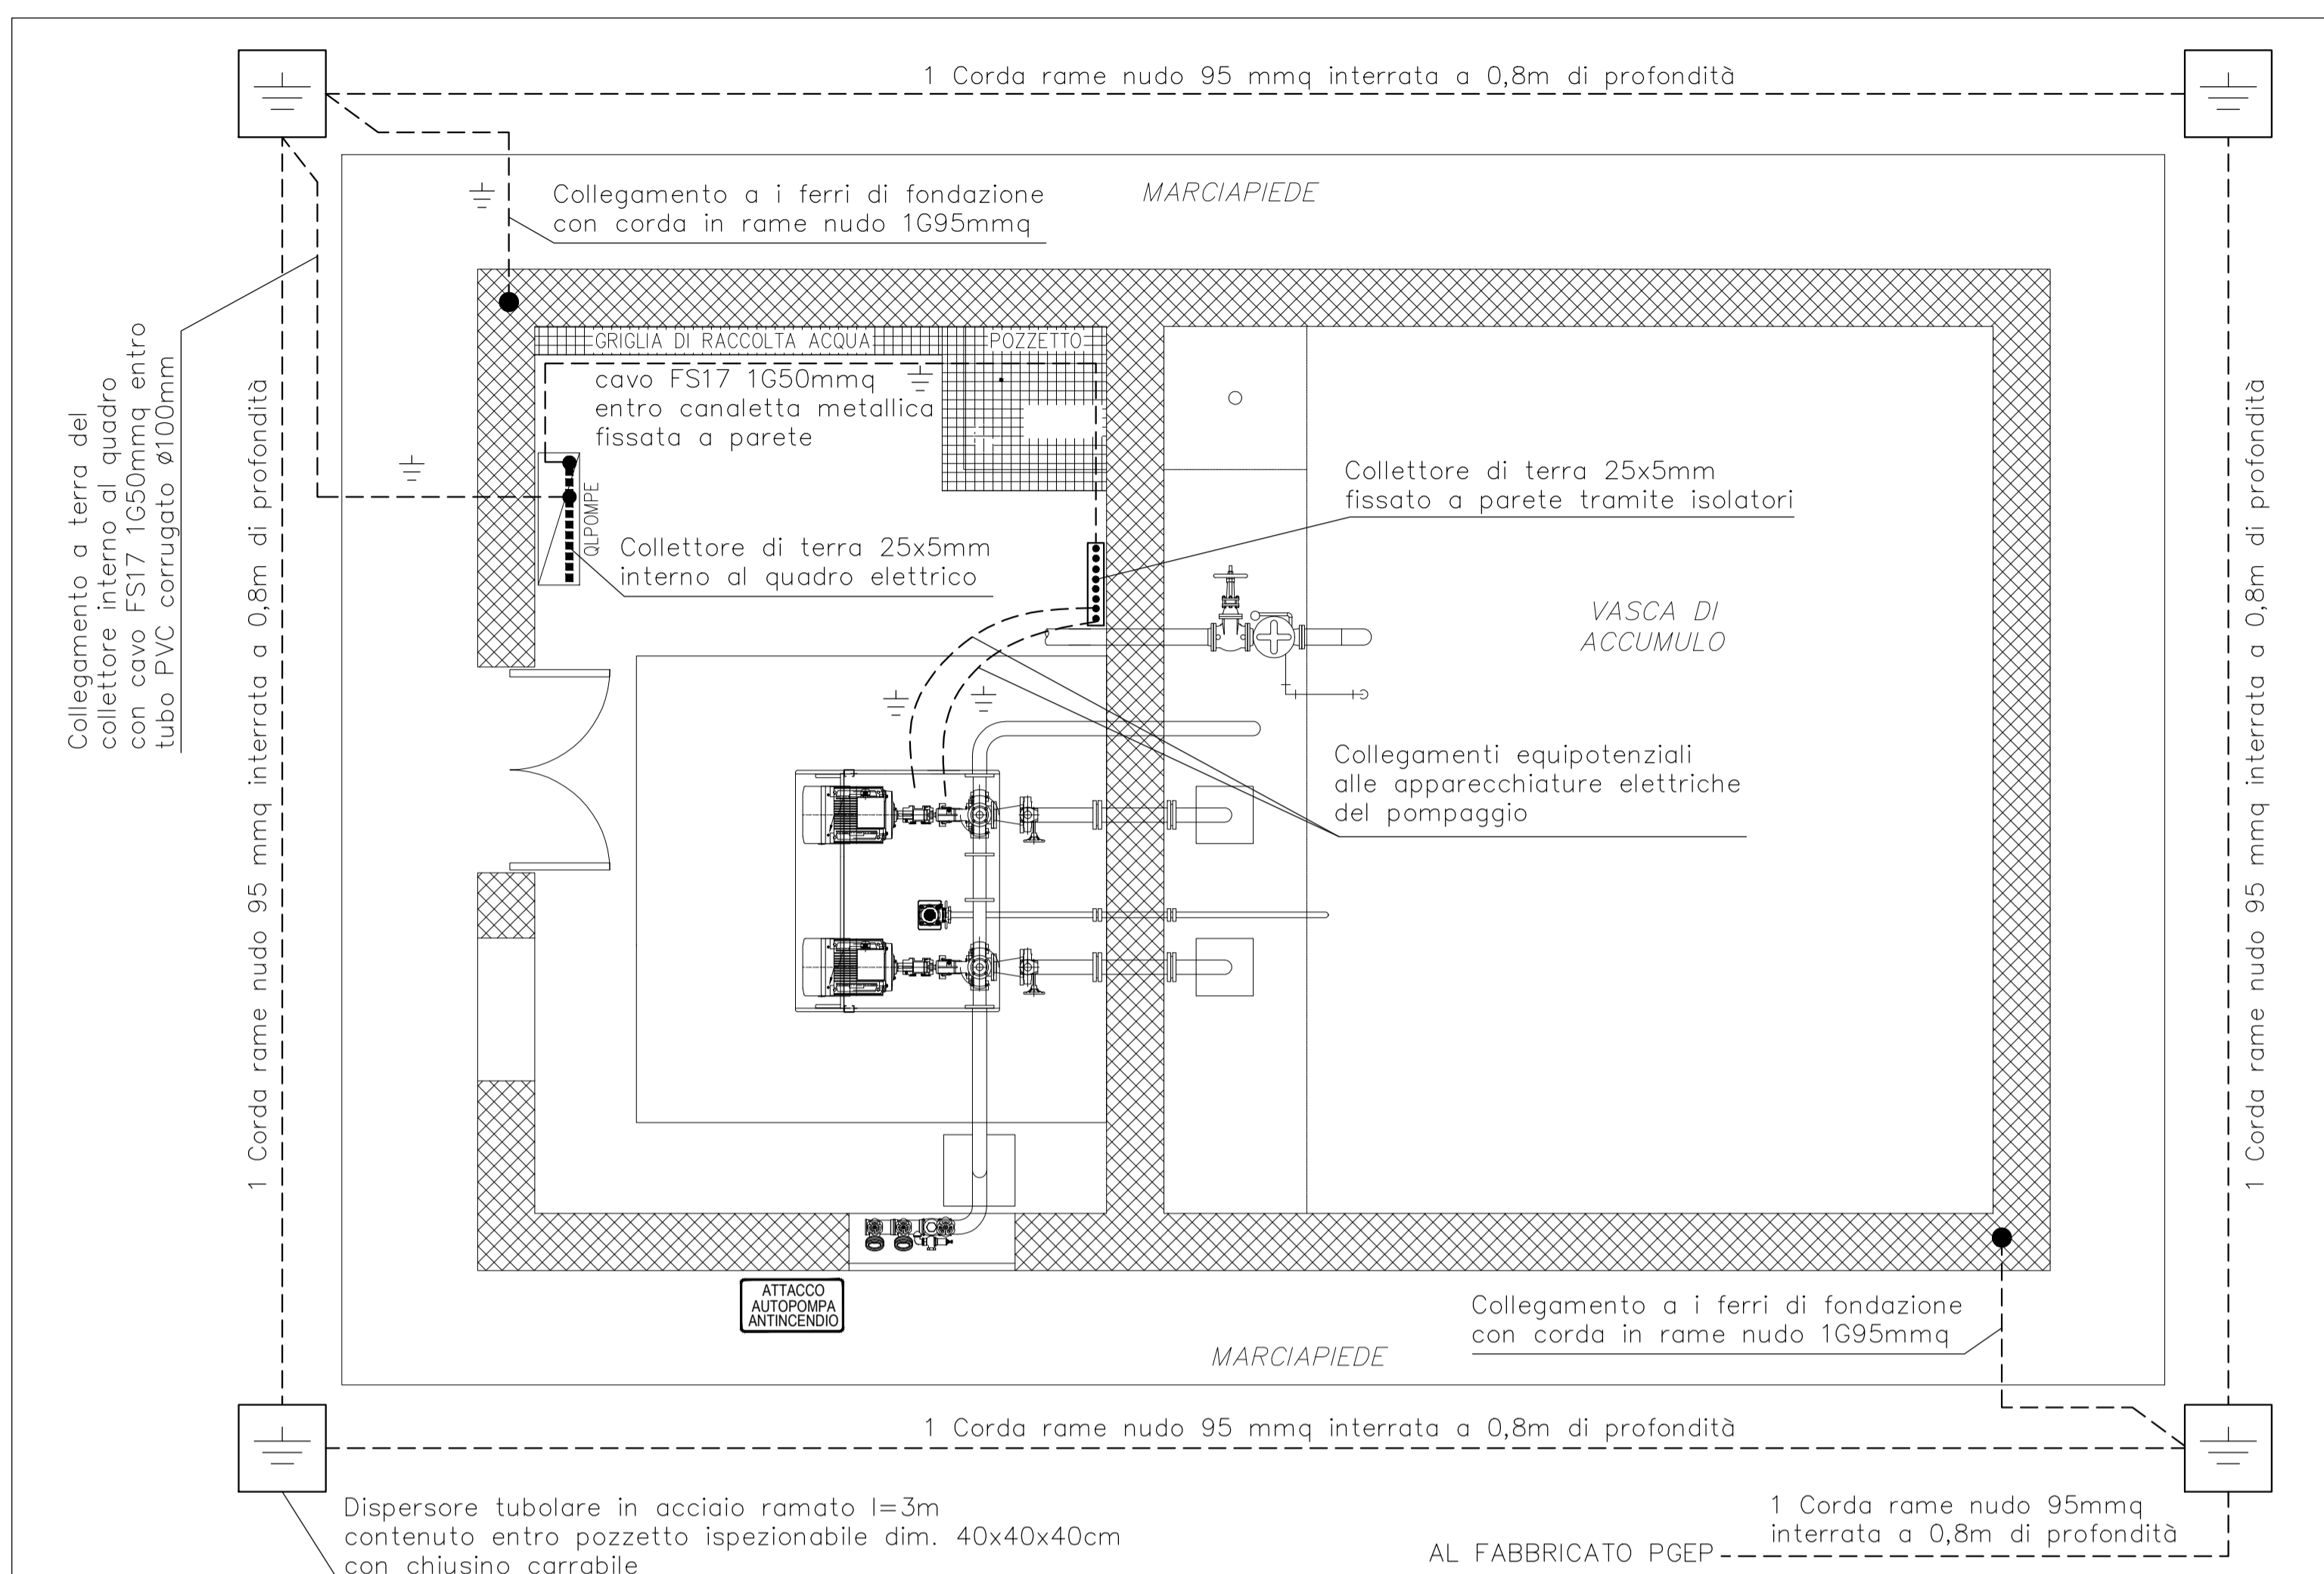 1 Corda rame nudo 95 mmq interrata a 0,8m di profondità
Collegamento a i ferri di fondazione
con corda in rame nudo 1G95mmq
MARCIAPIEDE
Collegamento a terra del
collettore interno al quadro
con cavo FS17 1G50mmq entro
tubo PVC corrugato ø100mm
1 Corda rame nudo 95 mmq interrata a 0,8m di profondità
GRIGLIA DI RACCOLTA ACQUA
POZZETTO
cavo FS17 1G50mmq
entro canaletta metallica
fissata a parete
QLPOMPE
Collettore di terra 25x5mm
interno al quadro elettrico
Collettore di terra 25x5mm
fissato a parete tramite isolatori
VASCA DI
ACCUMULO
Collegamenti equipotenziali
alle apparecchiature elettriche
del pompaggio
1 Corda rame nudo 95 mmq interrata a 0,8m di profondità
ATTACCO
AUTOPOMPA
ANTINCENDIO
Collegamento a i ferri di fondazione
con corda in rame nudo 1G95mmq
MARCIAPIEDE
1 Corda rame nudo 95 mmq interrata a 0,8m di profondità
Dispersore tubolare in acciaio ramato l=3m
contenuto entro pozzetto ispezionabile dim. 40x40x40cm
con chiusino carrabile
1 Corda rame nudo 95mmq
interrata a 0,8m di profondità
AL FABBRICATO PGEP